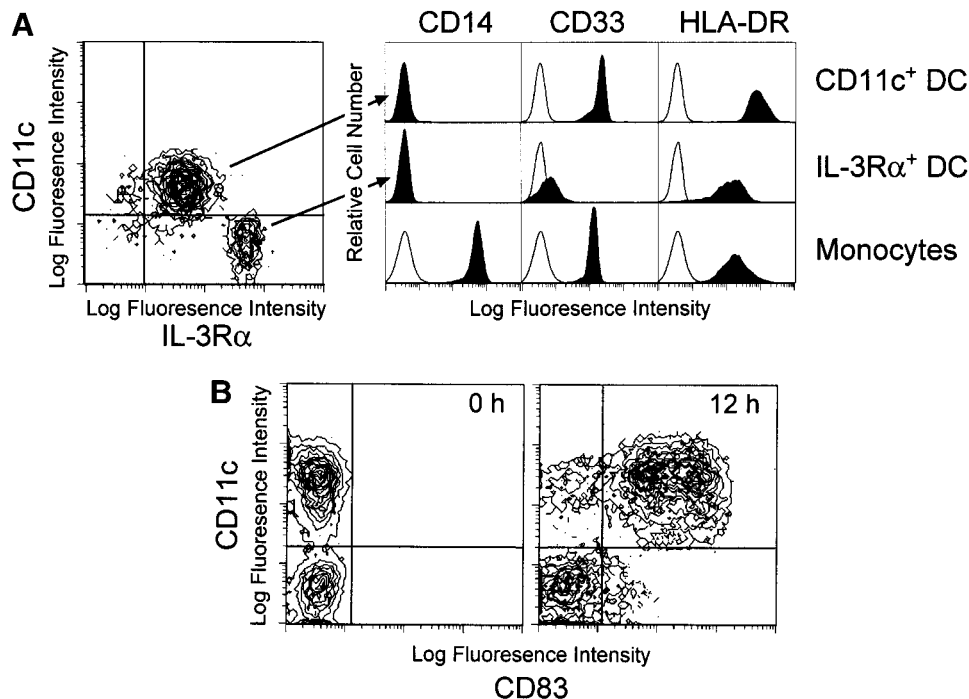 A
CD14 CD33 HLA-DR
CD11c
Log Fluoresence Intensity
Relative Cell Number
CD11c+ DC
IL-3Rα+ DC
Monocytes
Log Fluoresence Intensity
IL-3Rα
Log Fluoresence Intensity
B
0 h
12 h
CD11c
Log Fluoresence Intensity
Log Fluoresence Intensity
CD83